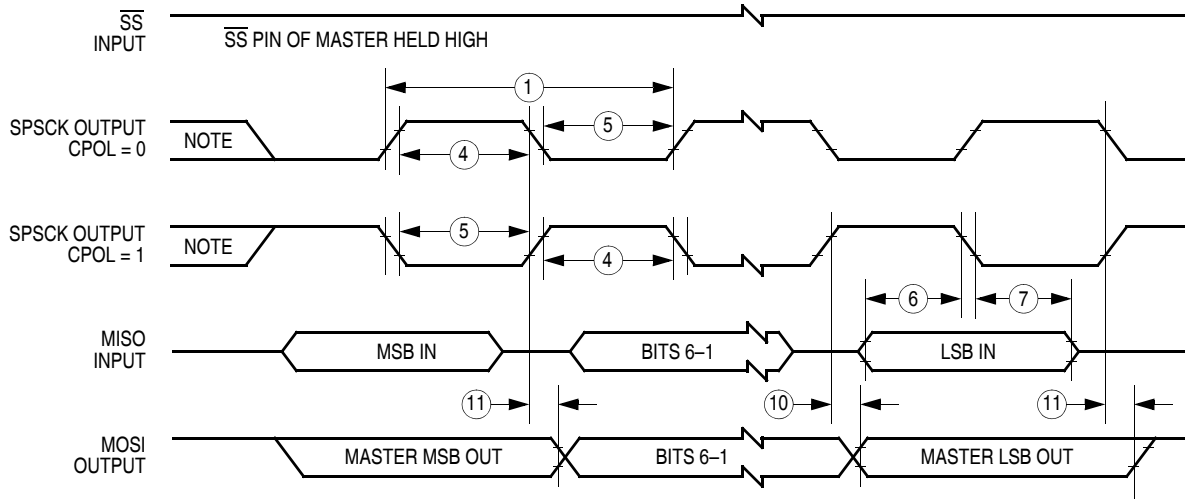 S̅S̅
INPUT
S̅S̅ PIN OF MASTER HELD HIGH
1
SPSCK OUTPUT
CPOL = 0
NOTE
5
4
SPSCK OUTPUT
CPOL = 1
NOTE
5
4
6
7
MISO
INPUT
MSB IN
BITS 6–1
LSB IN
11
10
11
MOSI
OUTPUT
MASTER MSB OUT
BITS 6–1
MASTER LSB OUT